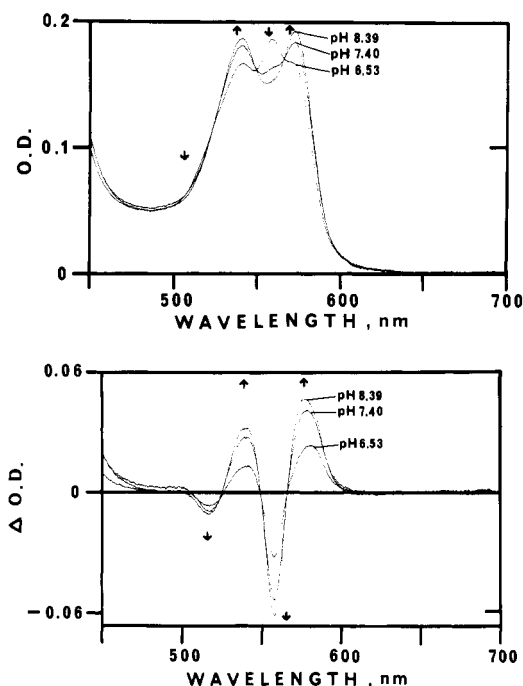 0.2
pH 8.39
pH 7.40
pH 6.53
0.1
O.D.
0
500
600
700
WAVELENGTH, nm
0.06
pH 8.39
pH 7.40
pH 6.53
0
Δ O.D.
-0.06
500
600
700
WAVELENGTH, nm